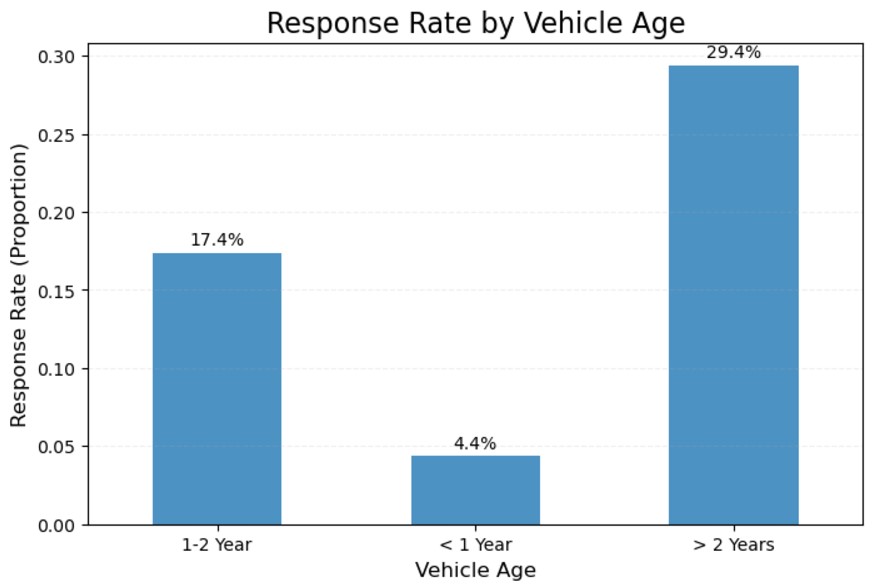 Response Rate by Vehicle Age
Response Rate (Proportion)
0.30
0.25
0.20
0.15
0.10
0.05
0.00
17.4%
4.4%
29.4%
1-2 Year
< 1 Year
> 2 Years
Vehicle Age